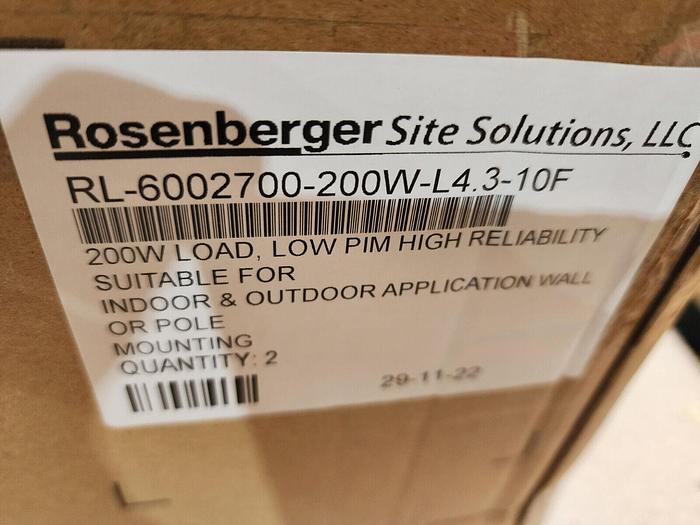 Rosenberger Site Solutions, LLC
RL-6002700-200W-L4.3-10F
200W LOAD, LOW PIM HIGH RELIABILITY
SUITABLE FOR
INDOOR & OUTDOOR APPLICATION WALL
OR POLE
MOUNTING
QUANTITY: 2
29-11-22